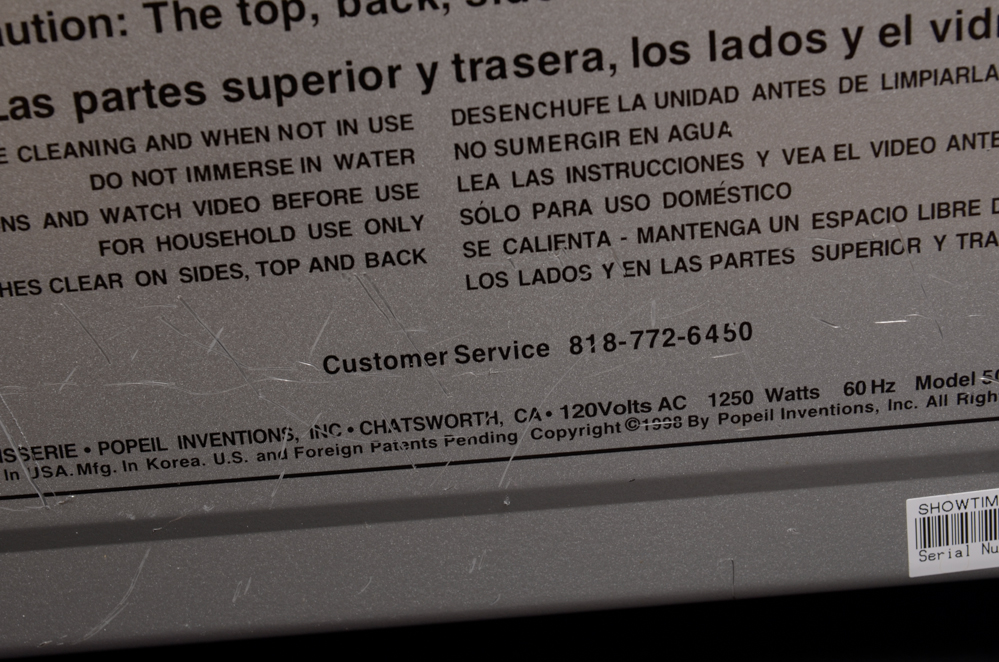 ution: The top, back,
Las partes superior y trasera, los lados y el vid
E CLEANING AND WHEN NOT IN USE
DO NOT IMMERSE IN WATER
NS AND WATCH VIDEO BEFORE USE
FOR HOUSEHOLD USE ONLY
HES CLEAR ON SIDES, TOP AND BACK
DESENCHUFE LA UNIDAD ANTES DE LIMPIARLA
NO SUMERGIR EN AGUA
LEA LAS INSTRUCCIONES Y VEA EL VIDEO ANTE
SÓLO PARA USO DOMÉSTICO
SE CALIENTA - MANTENGA UN ESPACIO LIBRE D
LOS LADOS Y EN LAS PARTES SUPERIOR Y TRA
Customer Service 818-772-6450
ISSERIE • POPEIL INVENTIONS, INC • CHATSWORTH, CA • 120Volts AC 1250 Watts 60 Hz Model
In USA. Mfg. In Korea. U.S. and Foreign Patents Pending Copyright ©1998 By Popeil Inventions, Inc. All Righ
SHOWTIM
Serial Nu